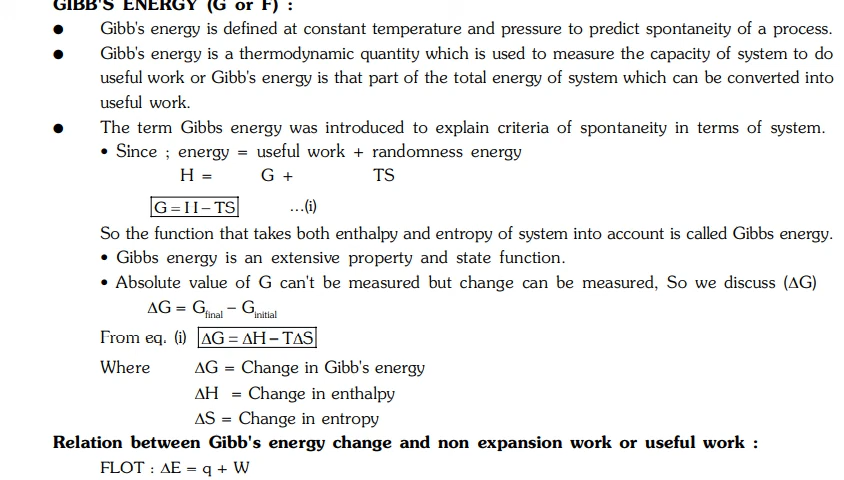 GIBB'S ENERGY (G or F) :
● Gibb's energy is defined at constant temperature and pressure to predict spontaneity of a process.
● Gibb's energy is a thermodynamic quantity which is used to measure the capacity of system to do
useful work or Gibb's energy is that part of the total energy of system which can be converted into
useful work.
● The term Gibbs energy was introduced to explain criteria of spontaneity in terms of system.
• Since ; energy = useful work + randomness energy
H = G + TS
G = H – TS ...(i)
So the function that takes both enthalpy and entropy of system into account is called Gibbs energy.
• Gibbs energy is an extensive property and state function.
• Absolute value of G can't be measured but change can be measured, So we discuss (ΔG)
ΔG = Gfinal – Ginitial
From eq. (i) ΔG = ΔH – TΔS
Where ΔG = Change in Gibb's energy
ΔH = Change in enthalpy
ΔS = Change in entropy
Relation between Gibb's energy change and non expansion work or useful work :
FLOT : ΔE = q + W